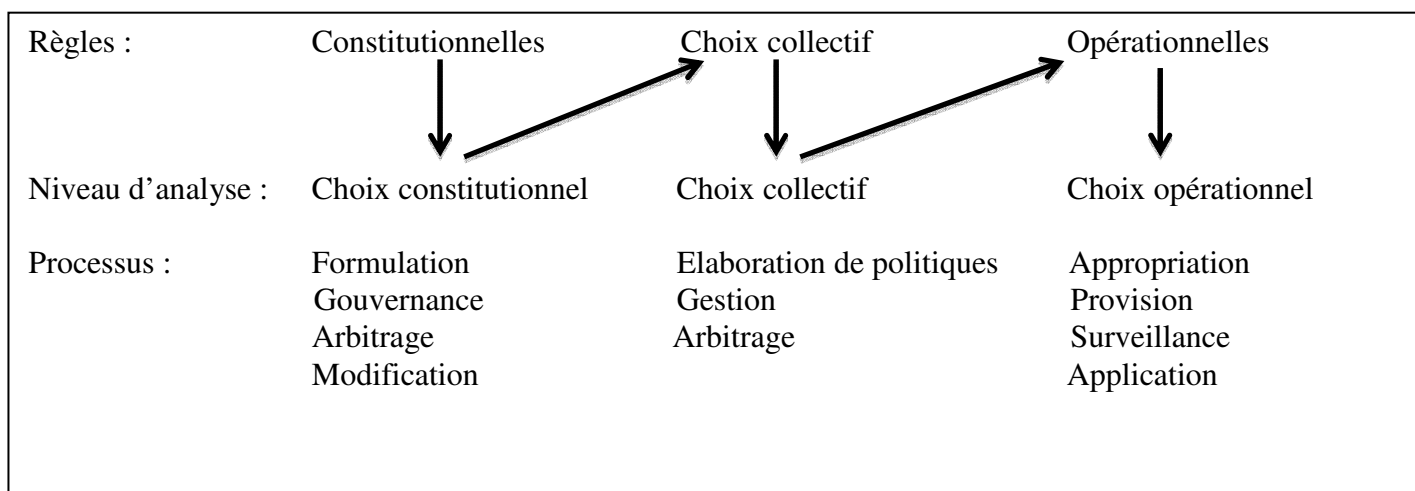 Règles : Constitutionnelles Choix collectif Opérationnelles
Niveau d’analyse : Choix constitutionnel Choix collectif Choix opérationnel
Processus : Formulation Elaboration de politiques Appropriation
Gouvernance Gestion Provision
Arbitrage Arbitrage Surveillance
Modification Application